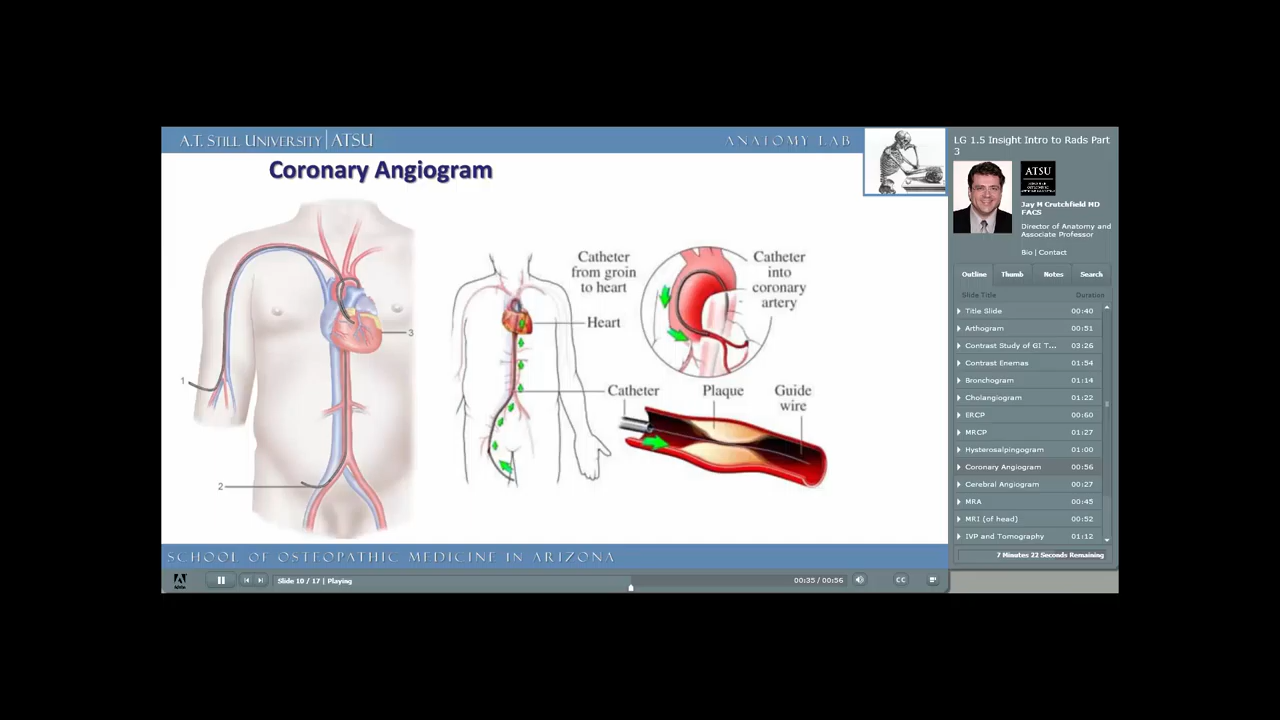 A.T. STILL UNIVERSITY | ATSU
ANATOMY LAB
Coronary Angiogram
1
2
3
Catheter
from groin
to heart
Heart
Catheter
into
coronary
artery
Catheter
Plaque
Guide
wire
SCHOOL OF OSTEOPATHIC MEDICINE IN ARIZONA
Slide 10 / 17 | Playing
00:35 / 00:56
CC
LG 1.5 Insight Intro to Rads Part
3
ATSU
Jay M Crutchfield MD
FACS
Director of Anatomy and
Associate Professor
Bio | Contact
Outline Thumb Notes Search
Slide Title Duration
Title Slide 00:40
Arthogram 00:51
Contrast Study of GI T... 03:26
Contrast Enemas 01:54
Bronchogram 01:14
Cholangiogram 01:22
ERCP 00:60
MRCP 01:27
Hysterosalpingogram 01:00
Coronary Angiogram 00:56
Cerebral Angiogram 00:27
MRA 00:45
MRI (of head) 00:52
IVP and Tomography 01:12
7 Minutes 22 Seconds Remaining